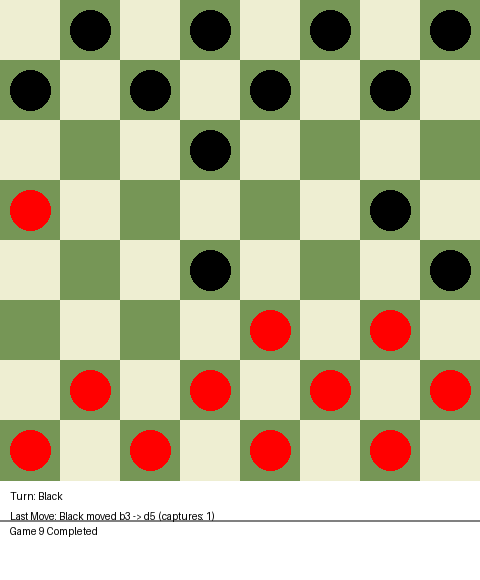 Turn: Black
Last Move: Black moved b3 -> d5 (captures: 1)
Game 9 Completed